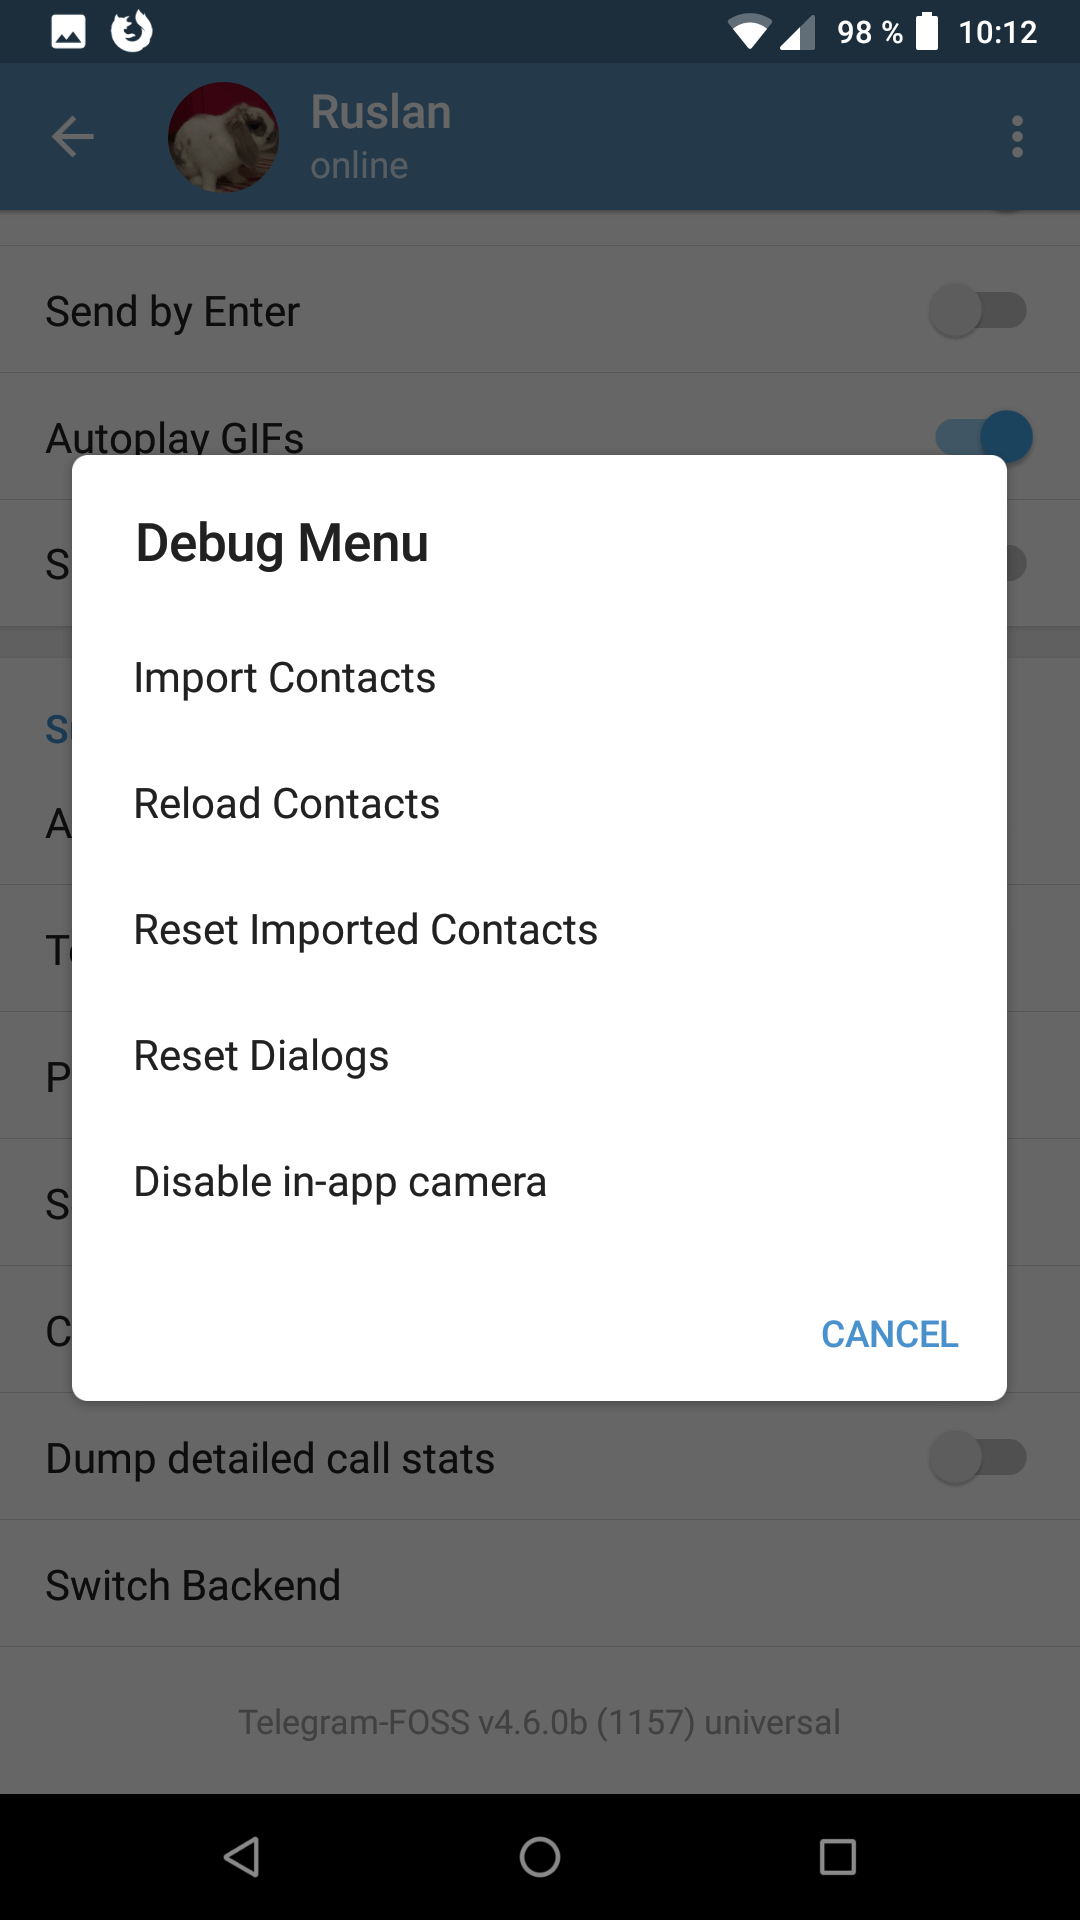 98 % 10:12
Ruslan
online
Send by Enter
Autoplay GIFs
Debug Menu
Import Contacts
Reload Contacts
Reset Imported Contacts
Reset Dialogs
Disable in-app camera
CANCEL
Dump detailed call stats
Switch Backend
Telegram-FOSS v4.6.0b (1157) universal